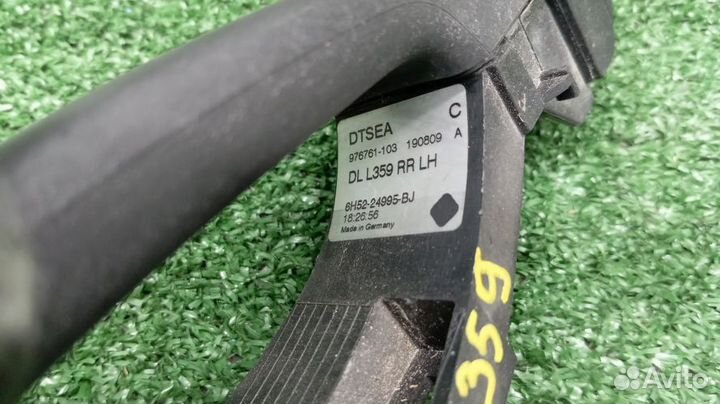 DTSEA C
976761-103 190809 A
DL L359 RR LH
6H52-24995-BJ
18:26:56
Made in Germany
359
Avito